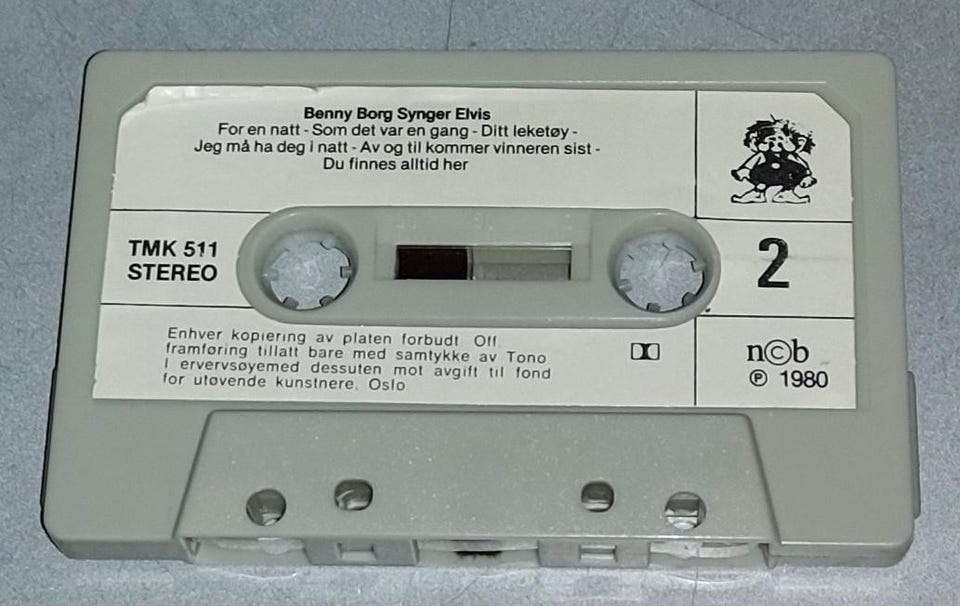 Benny Borg Synger Elvis
For en natt - Som det var en gang - Ditt leketøy -
Jeg må ha deg i natt - Av og til kommer vinneren sist -
Du finnes alltid her
TMK 511
STEREO
2
Enhver kopiering av platen forbudt. Off.
framføring tillatt bare med samtykke av Tono
I ervervsøyemed dessuten mot avgift til fond
for utøvende kunstnere, Oslo
n©b
℗ 1980